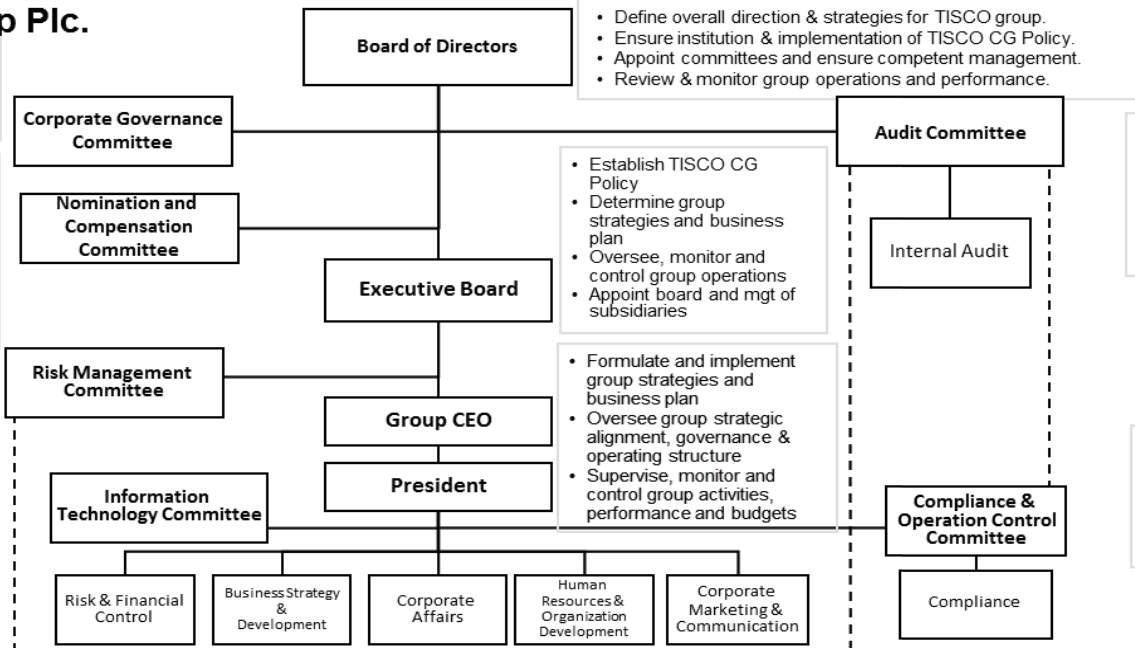 p Plc.
Board of Directors
• Define overall direction & strategies for TISCO group.
• Ensure institution & implementation of TISCO CG Policy.
• Appoint committees and ensure competent management.
• Review & monitor group operations and performance.
Corporate Governance
Committee
Audit Committee
• Establish TISCO CG
Policy
• Determine group
strategies and business
plan
• Oversee, monitor and
control group operations
• Appoint board and mgt of
subsidiaries
Nomination and
Compensation
Committee
Internal Audit
Executive Board
Risk Management
Committee
• Formulate and implement
group strategies and
business plan
• Oversee group strategic
alignment, governance &
operating structure
• Supervise, monitor and
control group activities,
performance and budgets
Group CEO
President
Information
Technology Committee
Compliance &
Operation Control
Committee
Risk & Financial
Control
Business Strategy
&
Development
Corporate
Affairs
Human
Resources &
Organization
Development
Corporate
Marketing &
Communication
Compliance